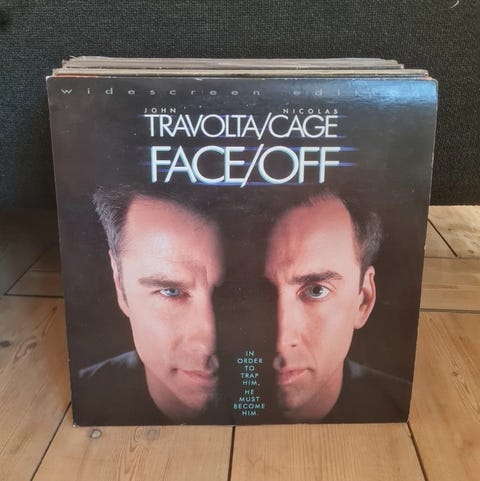 widescreen edition
JOHN NICOLAS
TRAVOLTA/CAGE
FACE/OFF
IN
ORDER
TO
TRAP
HIM,
HE
MUST
BECOME
HIM.